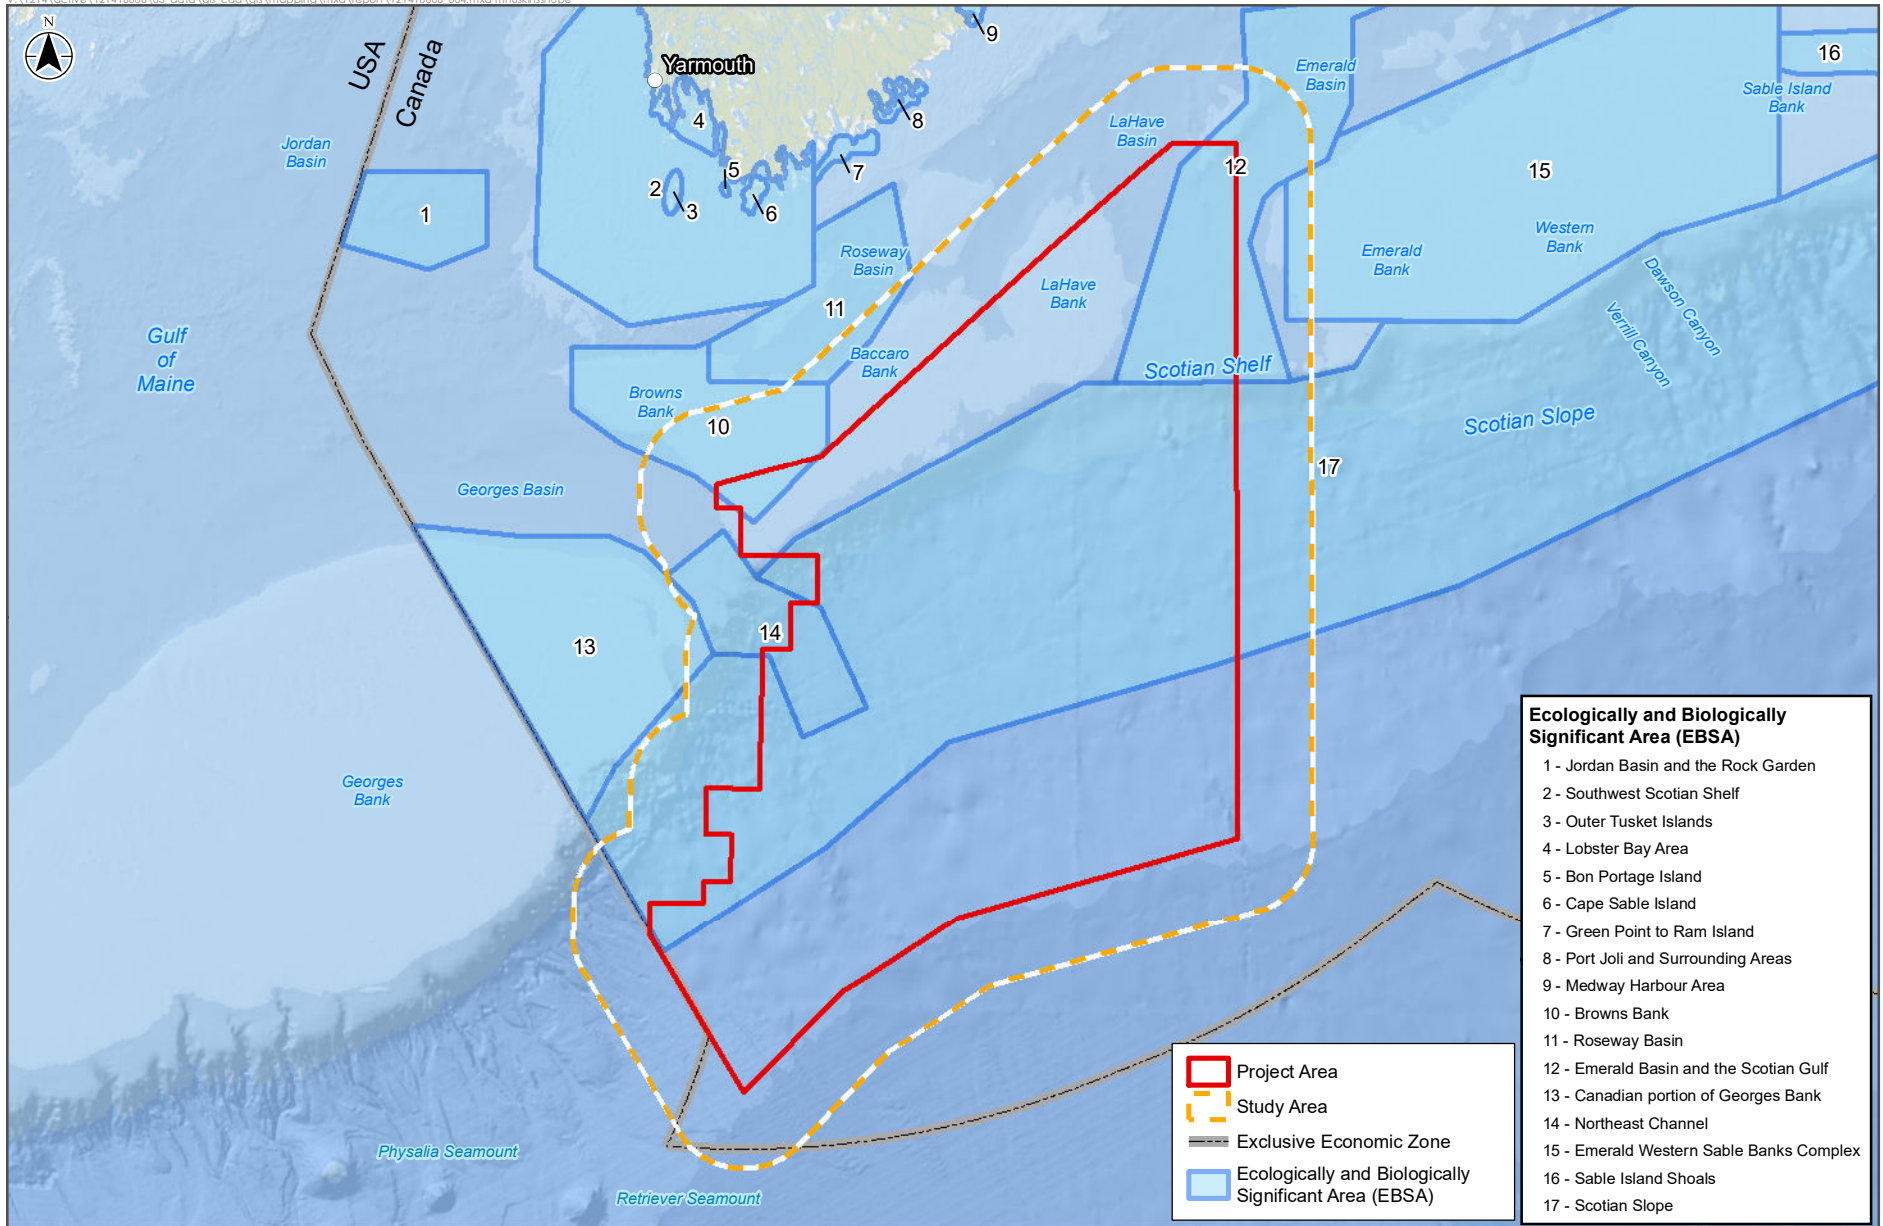 N
USA
Canada
Yarmouth
9
16
Emerald
Basin
Sable Island
Bank
4
8
LaHave
Basin
Jordan
Basin
5
7
12
15
2
3
6
1
Roseway
Basin
Western
Bank
Emerald
Bank
Dawson Canyon
LaHave
Bank
11
Verrill Canyon
Gulf
of
Maine
Baccaro
Bank
Scotian Shelf
Browns
Bank
10
Scotian Slope
17
Georges Basin
14
13
Georges
Bank
Physalia Seamount
Retriever Seamount
Project Area
Study Area
Exclusive Economic Zone
Ecologically and Biologically
Significant Area (EBSA)
Ecologically and Biologically
Significant Area (EBSA)
1 - Jordan Basin and the Rock Garden
2 - Southwest Scotian Shelf
3 - Outer Tusket Islands
4 - Lobster Bay Area
5 - Bon Portage Island
6 - Cape Sable Island
7 - Green Point to Ram Island
8 - Port Joli and Surrounding Areas
9 - Medway Harbour Area
10 - Browns Bank
11 - Roseway Basin
12 - Emerald Basin and the Scotian Gulf
13 - Canadian portion of Georges Bank
14 - Northeast Channel
15 - Emerald Western Sable Banks Complex
16 - Sable Island Shoals
17 - Scotian Slope